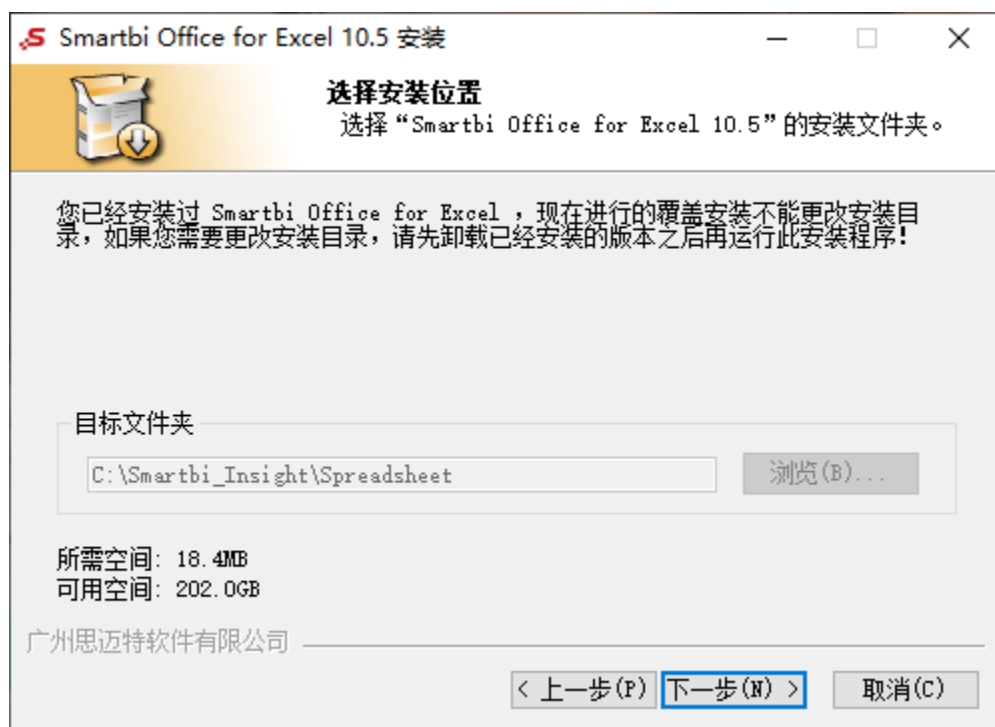 Smartbi Office for Excel 10.5 安装
选择安装位置
选择“Smartbi Office for Excel 10.5”的安装文件夹。
您已经安装过 Smartbi Office for Excel ，现在进行的覆盖安装不能更改安装目
录，如果您需要更改安装目录，请先卸载已经安装的版本之后再运行此安装程序!
目标文件夹
C:\Smartbi_Insight\Spreadsheet
浏览(B)...
所需空间: 18.4MB
可用空间: 202.0GB
广州思迈特软件有限公司
< 上一步(P) 下一步(N) > 取消(C)